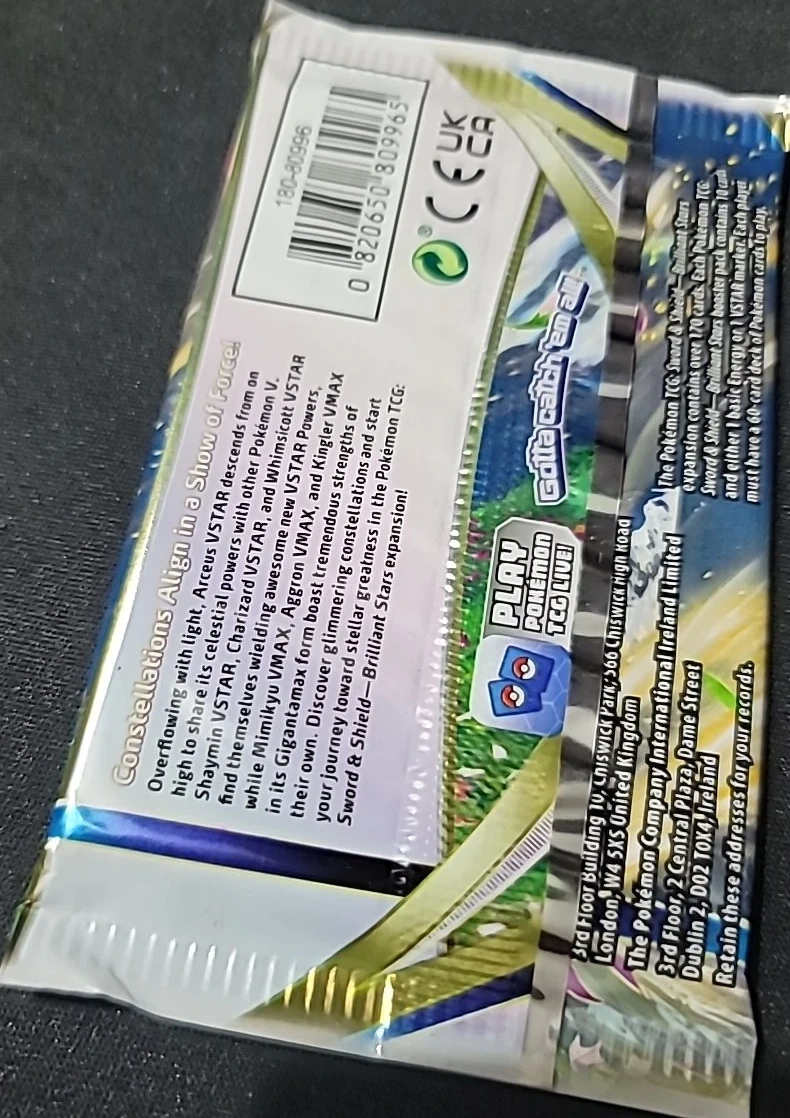 Constellations Align in a Show of Force!
Overflowing with light, Arceus VSTAR descends from on
high to share its celestial powers with other Pokémon V.
Shaymin VSTAR, Charizard VSTAR, and Whimsicott VSTAR
find themselves wielding awesome new VSTAR Powers,
while Mimikyu VMAX, Aggron VMAX, and Kingler VMAX
in its Gigantamax form boast tremendous strengths of
their own. Discover glimmering constellations and start
your journey toward stellar greatness in the Pokémon TCG:
Sword & Shield—Brilliant Stars expansion!
180-80996
0 820650 809965
CE
UK
CA
PLAY
POKÉMON
TCG LIVE!
Gotta catch 'em all!
3rd Floor Building 10, Chiswick Park, 566 Chiswick High Road
London, W4 5XS United Kingdom
The Pokémon Company International Ireland Limited
3rd Floor, 2 Central Plaza, Dame Street
Dublin 2, D02 T0X4, Ireland
Retain these addresses for your records.
The Pokémon TCG: Sword & Shield—Brilliant Stars
expansion contains over 170 cards. Each Pokémon TCG:
Sword & Shield—Brilliant Stars booster pack contains 10 cards
and either 1 basic Energy or 1 VSTAR marker. Each player
must have a 60-card deck of Pokémon cards to play.